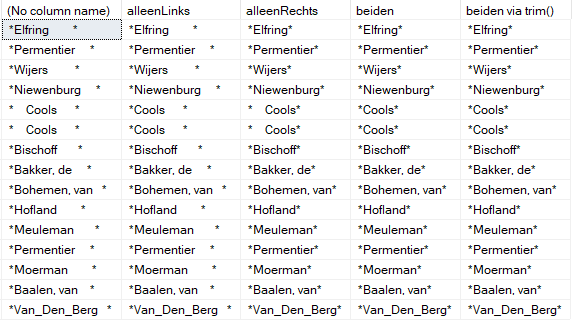 (No column name) alleenLinks alleenRechts beiden beiden via trim()
*Elfring      * *Elfring      * *Elfring* *Elfring* *Elfring*
*Permentier    * *Permentier    * *Permentier* *Permentier* *Permentier*
*Wijers      * *Wijers      * *Wijers* *Wijers* *Wijers*
*Niewenburg    * *Niewenburg    * *Niewenburg* *Niewenburg* *Niewenburg*
*   Cools    * *Cools      * *   Cools* *Cools* *Cools*
*   Cools    * *Cools      * *   Cools* *Cools* *Cools*
*Bischoff     * *Bischoff     * *Bischoff* *Bischoff* *Bischoff*
*Bakker, de    * *Bakker, de    * *Bakker, de* *Bakker, de* *Bakker, de*
*Bohemen, van   * *Bohemen, van   * *Bohemen, van* *Bohemen, van* *Bohemen, van*
*Hofland      * *Hofland      * *Hofland* *Hofland* *Hofland*
*Meuleman     * *Meuleman     * *Meuleman* *Meuleman* *Meuleman*
*Permentier    * *Permentier    * *Permentier* *Permentier* *Permentier*
*Moerman      * *Moerman      * *Moerman* *Moerman* *Moerman*
*Baalen, van    * *Baalen, van    * *Baalen, van* *Baalen, van* *Baalen, van*
*Van_Den_Berg   * *Van_Den_Berg   * *Van_Den_Berg* *Van_Den_Berg* *Van_Den_Berg*